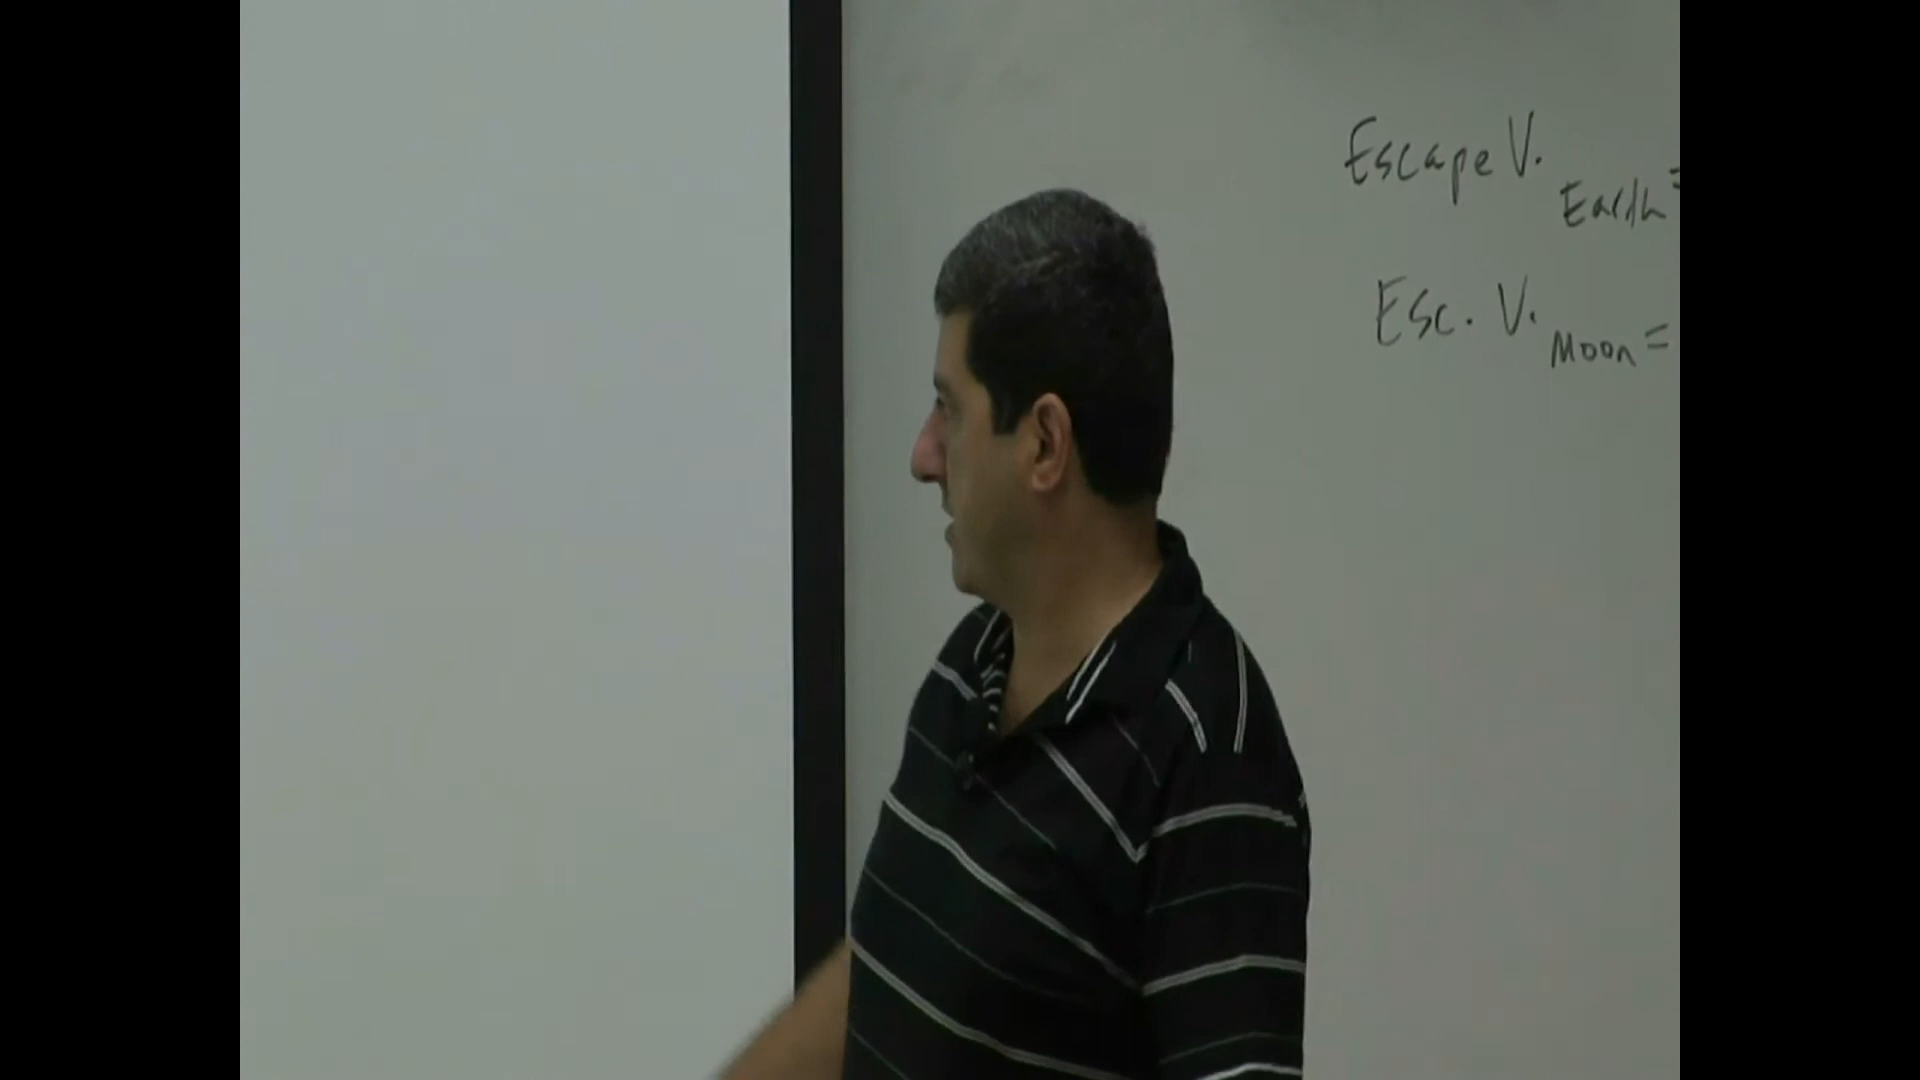 Escape V. Earth =
Esc. V. Moon =